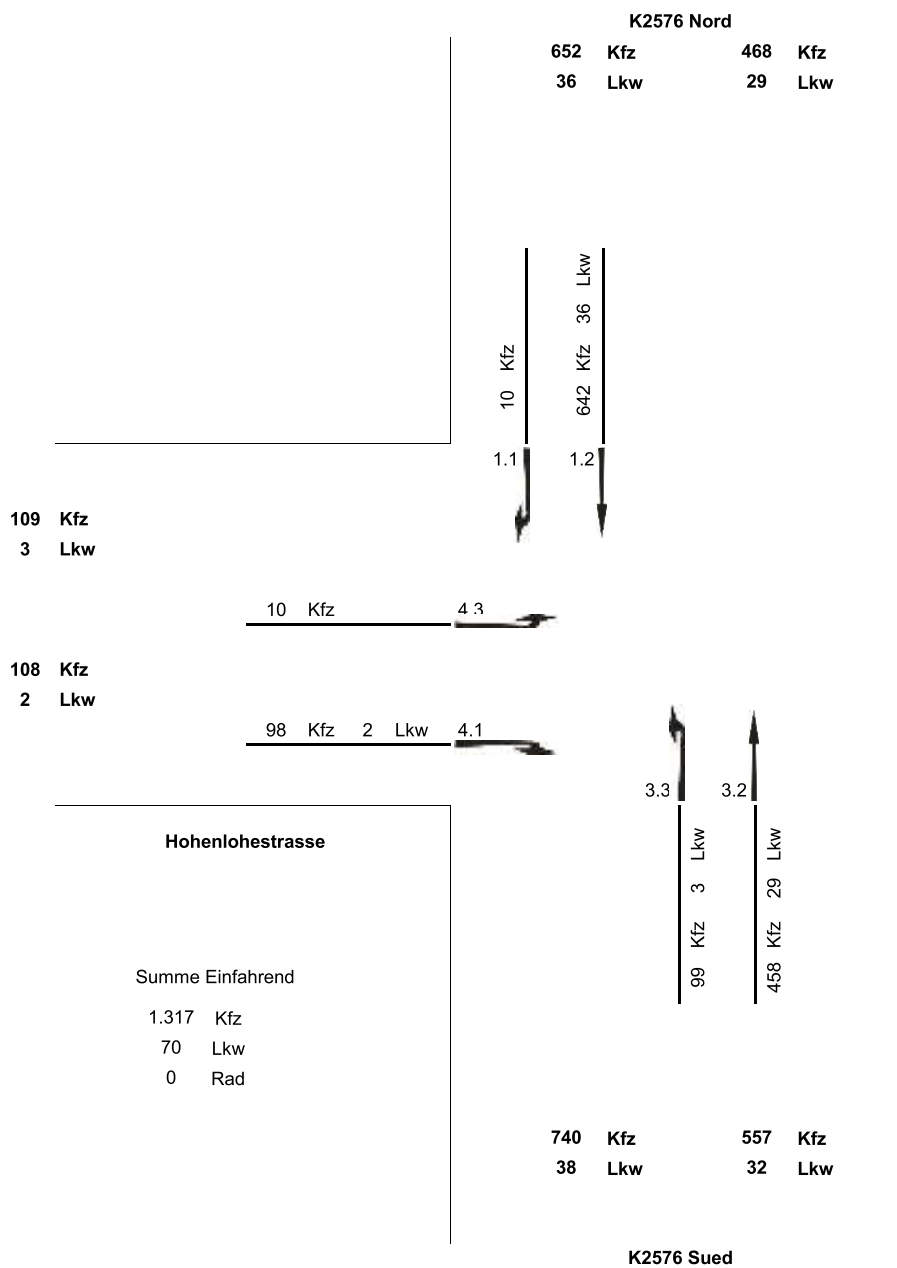 K2576 Nord
652 Kfz 468 Kfz
36 Lkw 29 Lkw
10 Kfz
642 Kfz 36 Lkw
1.1
1.2
109 Kfz
3 Lkw
10 Kfz 4.3
108 Kfz
2 Lkw
98 Kfz 2 Lkw 4.1
3.3
3.2
99 Kfz 3 Lkw
458 Kfz 29 Lkw
Hohenlohestrasse
Summe Einfahrend
1.317 Kfz
70 Lkw
0 Rad
740 Kfz 557 Kfz
38 Lkw 32 Lkw
K2576 Sued